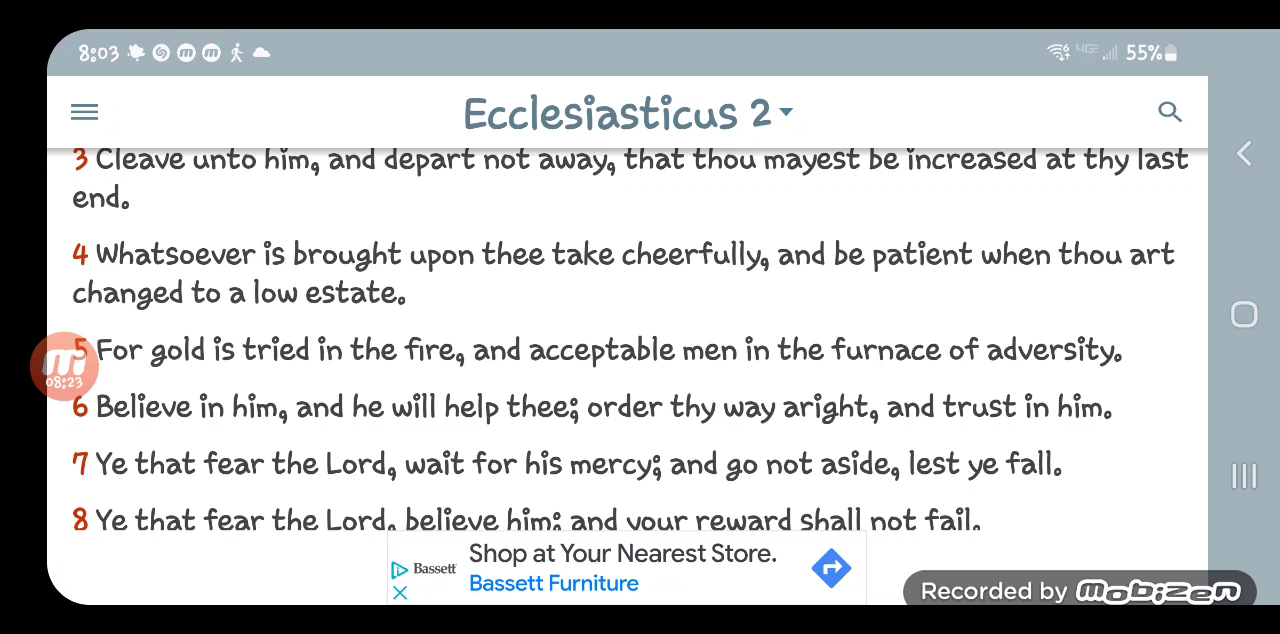 8:03 55%
Ecclesiasticus 2
3 Cleave unto him, and depart not away, that thou mayest be increased at thy last
end.
4 Whatsoever is brought upon thee take cheerfully, and be patient when thou art
changed to a low estate.
5 For gold is tried in the fire, and acceptable men in the furnace of adversity.
08:23
6 Believe in him, and he will help thee; order thy way aright, and trust in him.
7 Ye that fear the Lord, wait for his mercy; and go not aside, lest ye fall.
8 Ye that fear the Lord, believe him; and your reward shall not fail.
Shop at Your Nearest Store.
Bassett
Bassett Furniture
Recorded by mobizen